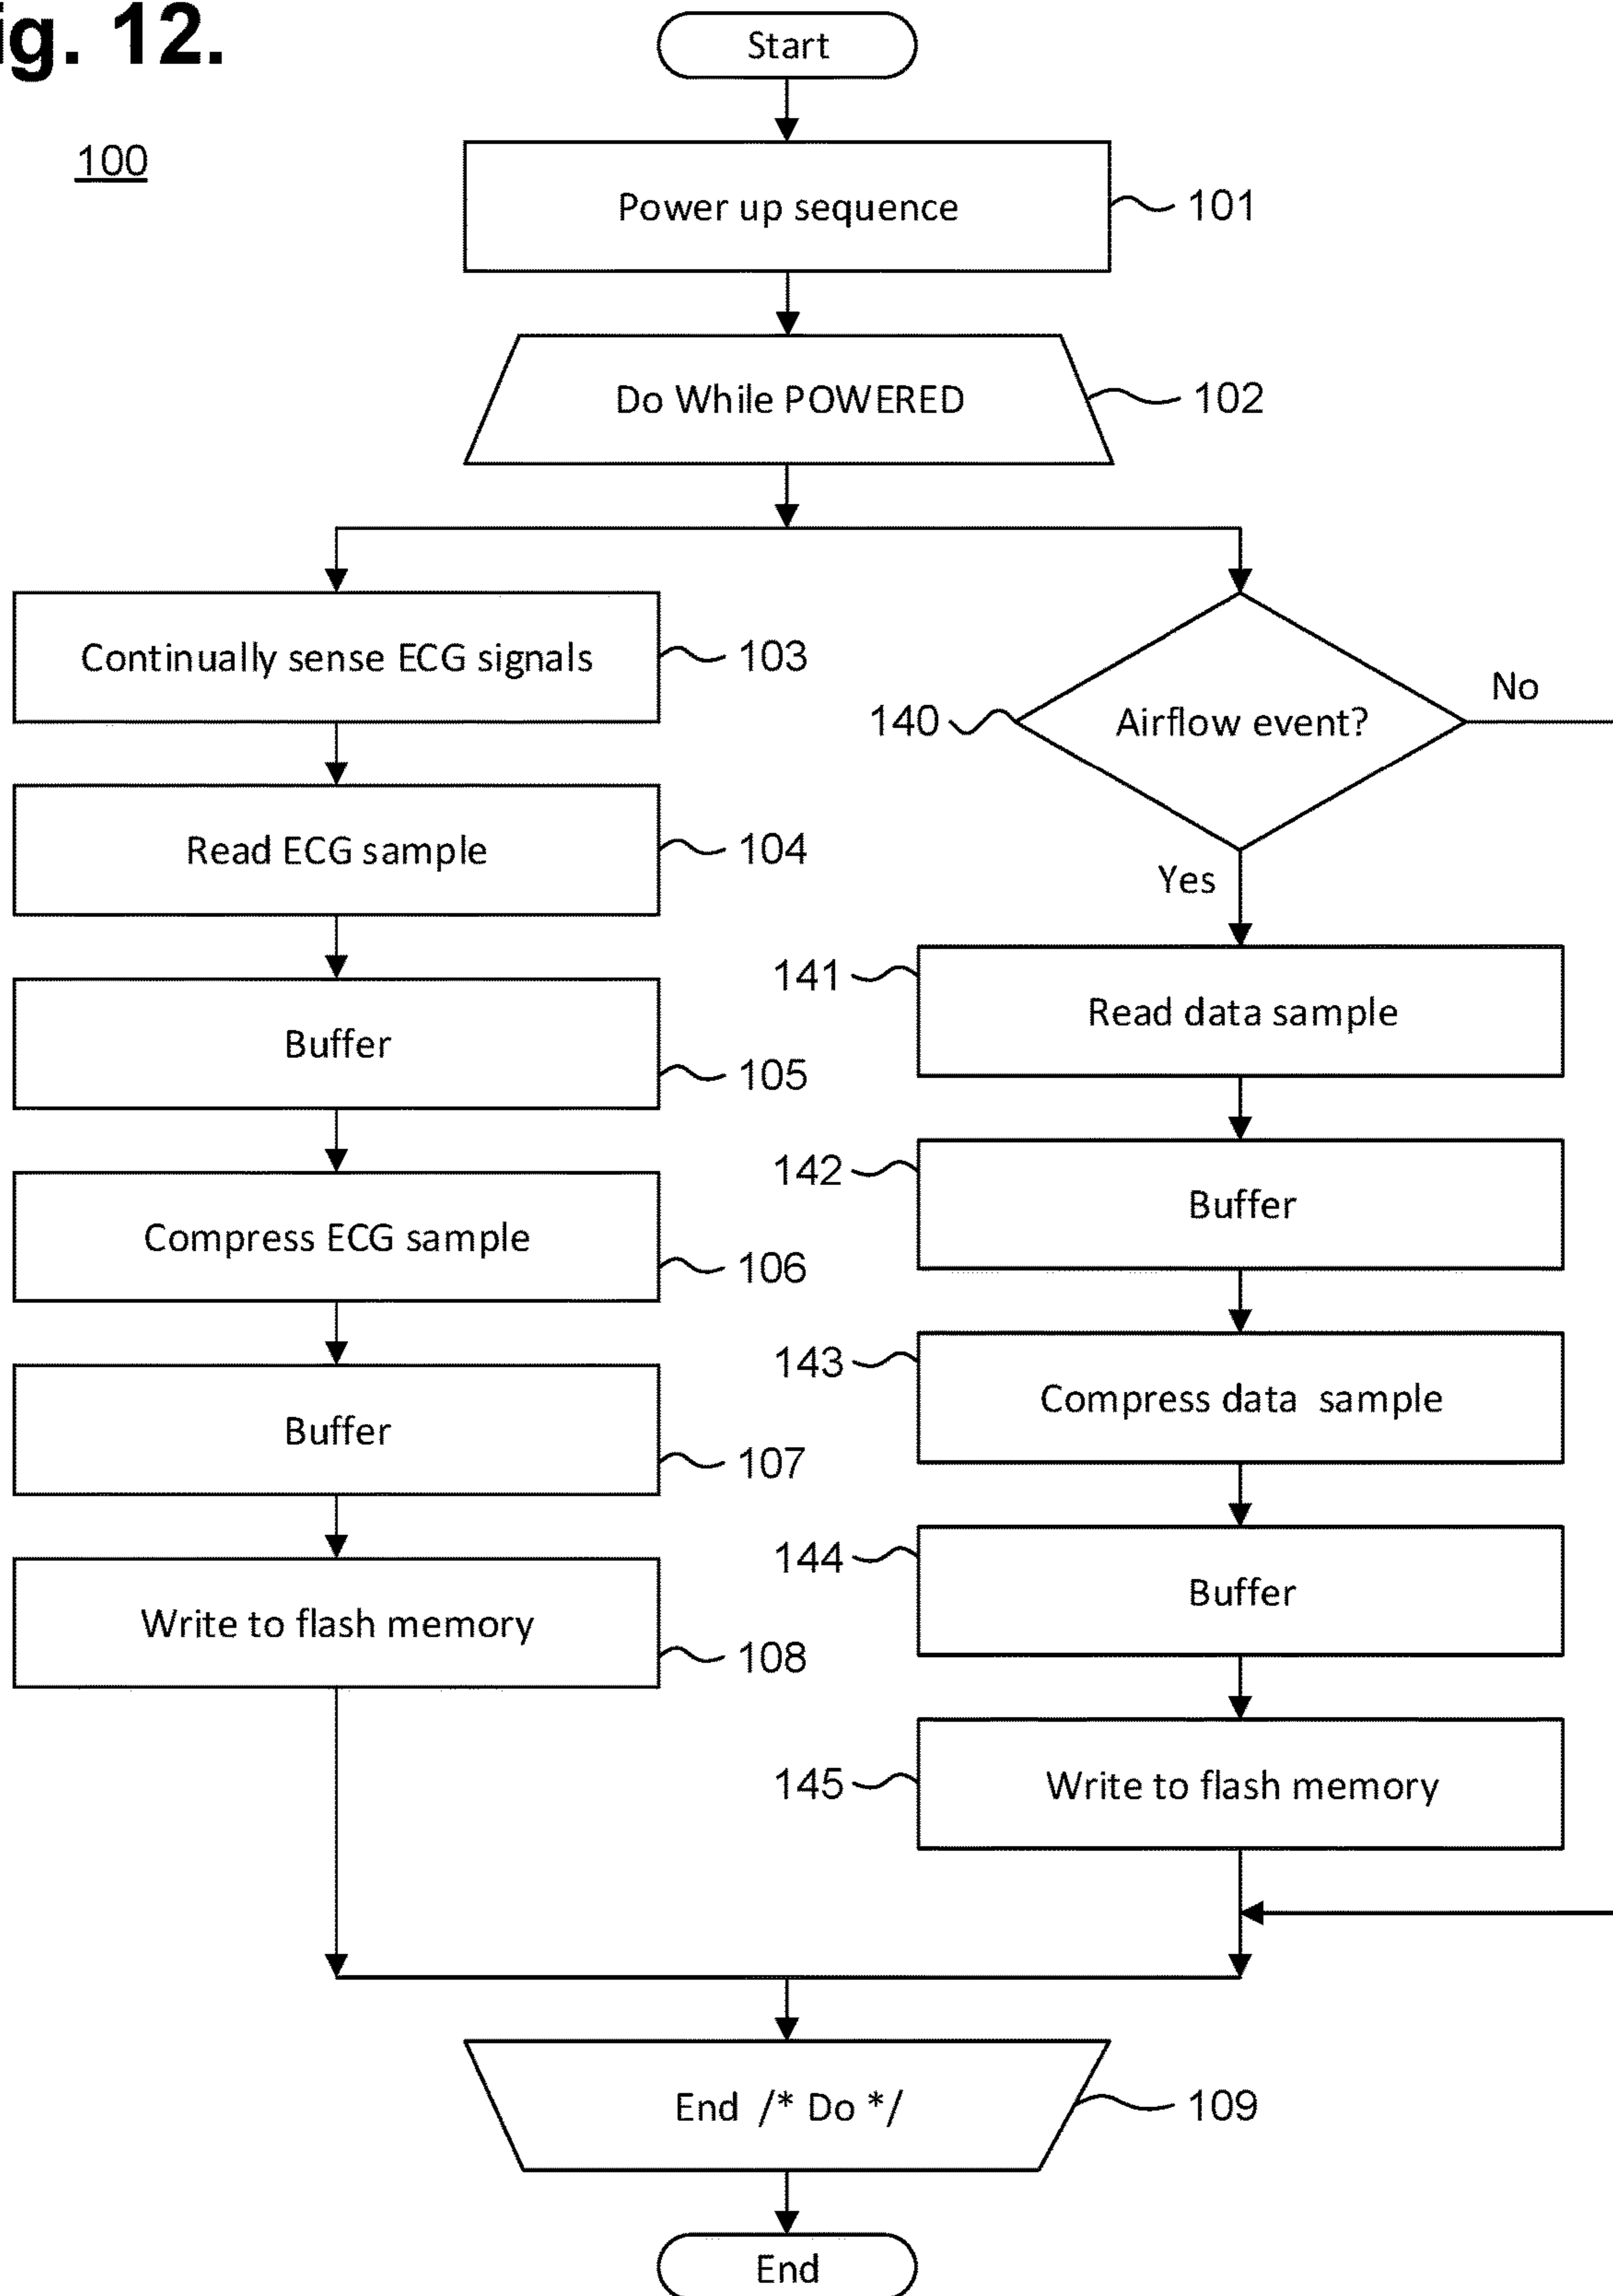 ig. 12.
Start
100
Power up sequence
101
Do While POWERED
102
Continually sense ECG signals
103
No
140
Airflow event?
Read ECG sample
104
Yes
141
Read data sample
Buffer
105
142
Buffer
Compress ECG sample
106
143
Compress data sample
Buffer
107
144
Buffer
Write to flash memory
108
145
Write to flash memory
End /* Do */
109
End